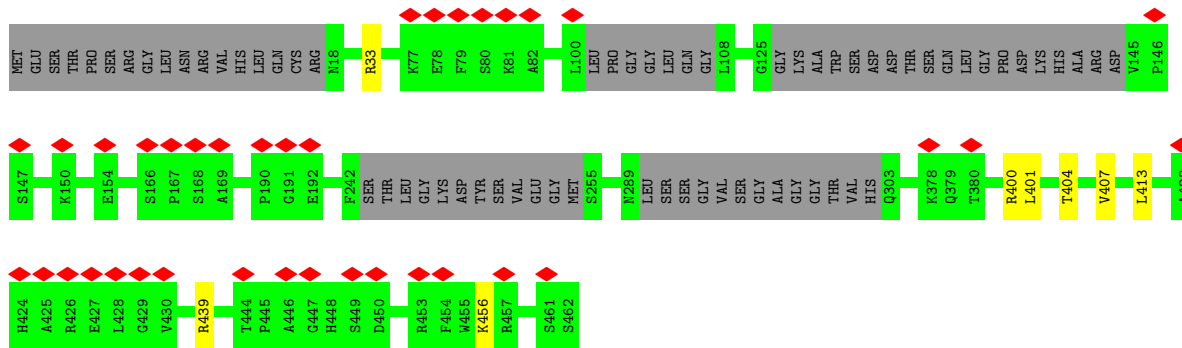 MET GLU SER THR PRO SER ARG GLY LEU ASN ARG VAL HIS LEU GLN CYS ARG N18 R33 K77 E78 F79 S80 K81 A82 L100 LEU PRO GLY GLY LEU GLN GLY L108 G125 GLY LYS ALA TRP SER ASP ASP THR SER GLN LEU GLY PRO ASP LYS HIS ALA ARG ASP V145 P146
S147 K150 E154 S166 P167 S168 A169 P190 G191 E192 F242 SER THR LEU GLY LYS ASP TYR SER VAL GLU GLY MET S255 N289 LEU SER SER GLY VAL SER GLY ALA GLY GLY THR VAL HIS Q303 K378 Q379 T380 R400 L401 T404 V407 L413
H424 A425 R426 E427 L428 G429 V430 R439 T444 P445 A446 G447 H448 S449 D450 R453 F454 W455 K456 R457 S461 S462